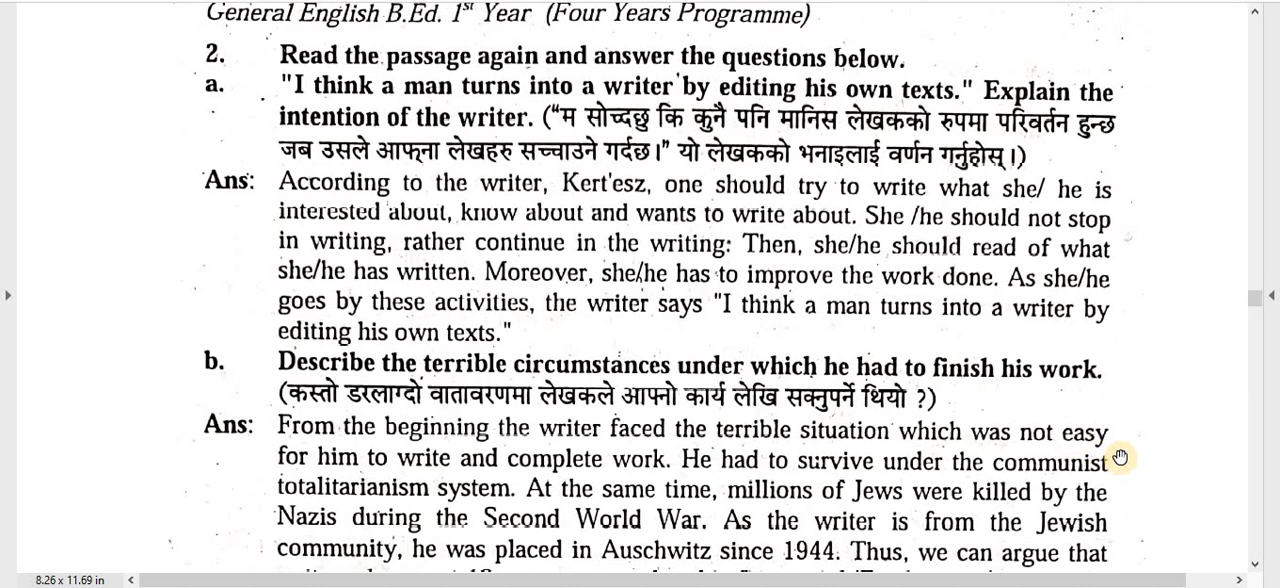 General English B.Ed. 1st Year (Four Years Programme)
2. Read the passage again and answer the questions below.
a. "I think a man turns into a writer by editing his own texts." Explain the
intention of the writer. ("म सोच्दछु कि कुनै पनि मानिस लेखकको रुपमा परिवर्तन हुन्छ
जब उसले आफ्ना लेखहरु सच्चाउने गर्दछ।" यो लेखकको भनाइलाई वर्णन गर्नुहोस्।)
Ans: According to the writer, Kert'esz, one should try to write what she/ he is
interested about, know about and wants to write about. She /he should not stop
in writing, rather continue in the writing: Then, she/he should read of what
she/he has written. Moreover, she/he has to improve the work done. As she/he
goes by these activities, the writer says "I think a man turns into a writer by
editing his own texts."
b. Describe the terrible circumstances under which he had to finish his work.
(कस्तो डरलाग्दो वातावरणमा लेखकले आफ्नो कार्य लेखि सक्नुपर्ने थियो ?)
Ans: From the beginning the writer faced the terrible situation which was not easy
for him to write and complete work. He had to survive under the communist
totalitarianism system. At the same time, millions of Jews were killed by the
Nazis during the Second World War. As the writer is from the Jewish
community, he was placed in Auschwitz since 1944. Thus, we can argue that
8.26 x 11.69 in